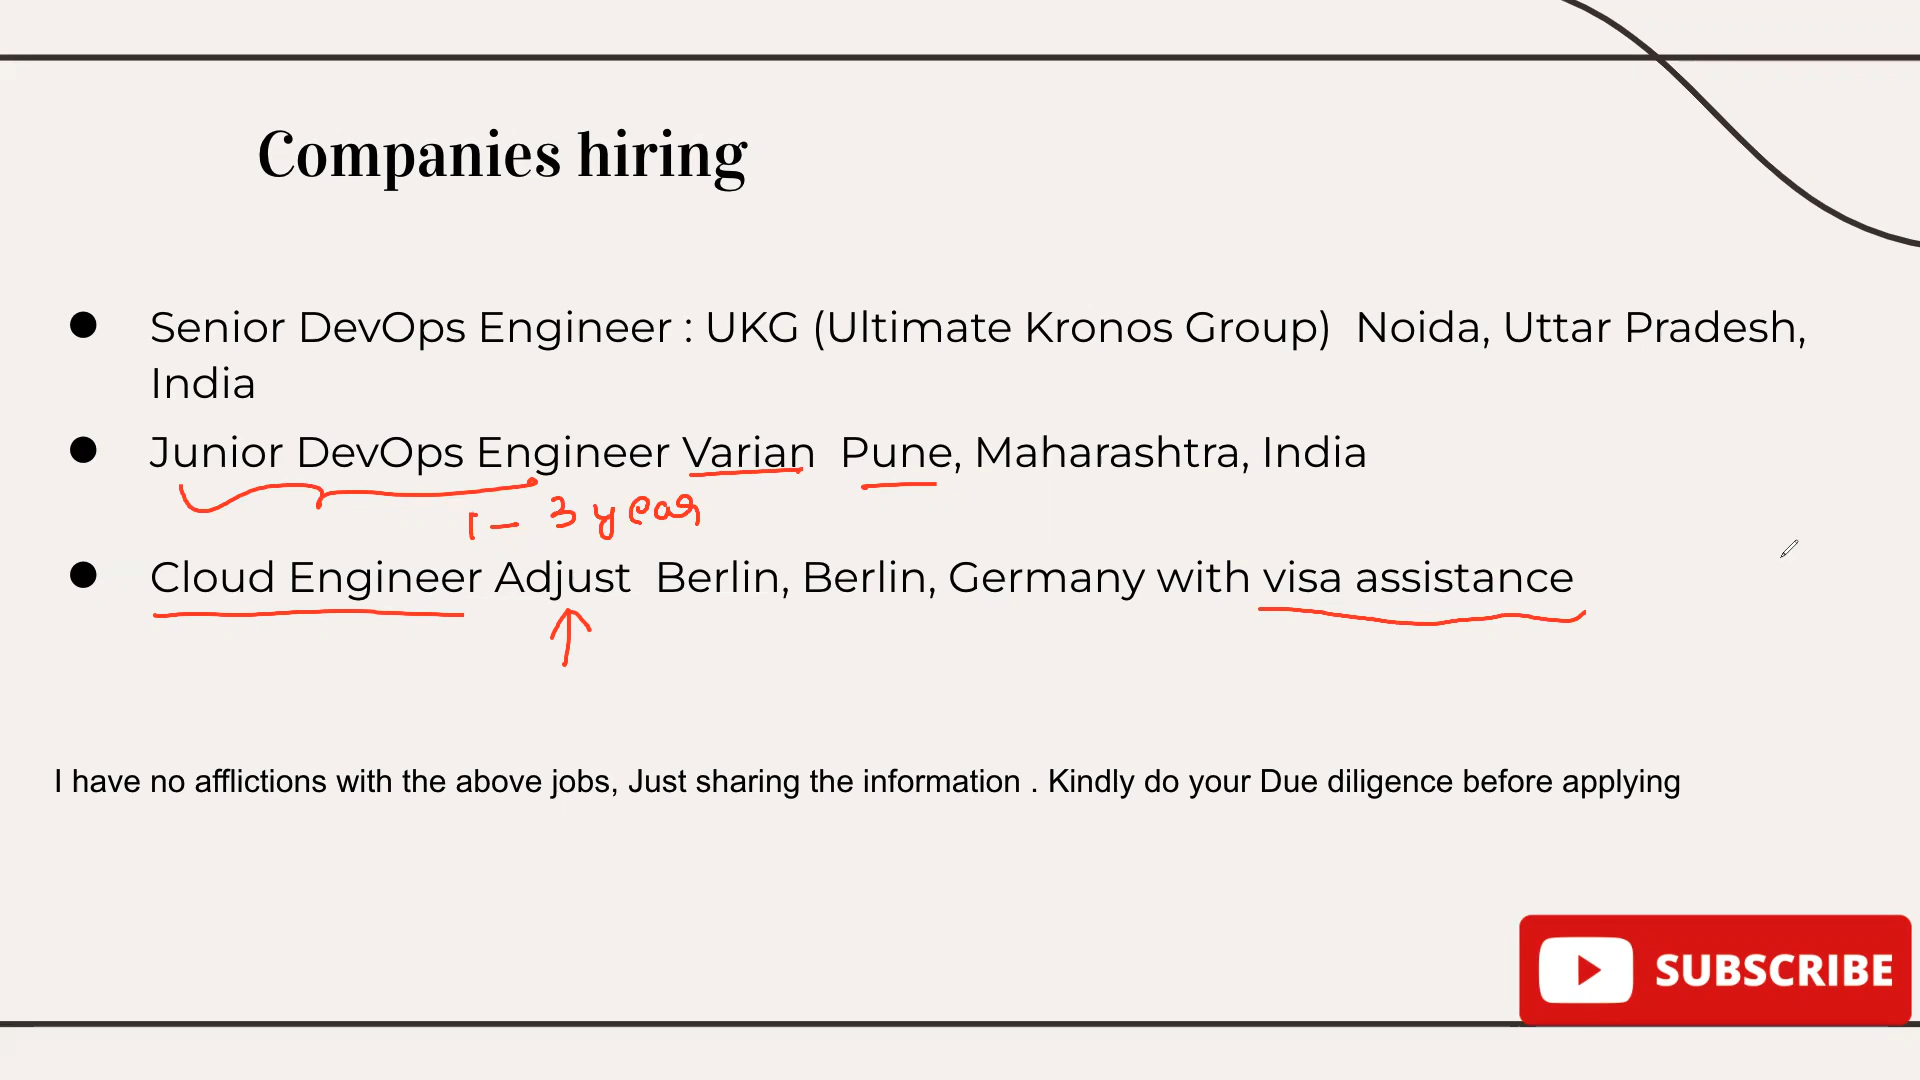 Companies hiring
Senior DevOps Engineer : UKG (Ultimate Kronos Group) Noida, Uttar Pradesh,
India
Junior DevOps Engineer Varian Pune, Maharashtra, India
1 - 3 year
Cloud Engineer Adjust Berlin, Berlin, Germany with visa assistance
I have no afflictions with the above jobs, Just sharing the information . Kindly do your Due diligence before applying
SUBSCRIBE